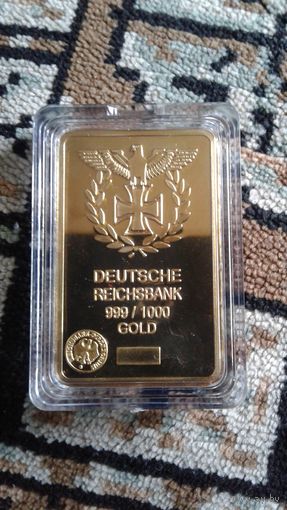 DEUTSCHE
REICHSBANK
999 / 1000
GOLD